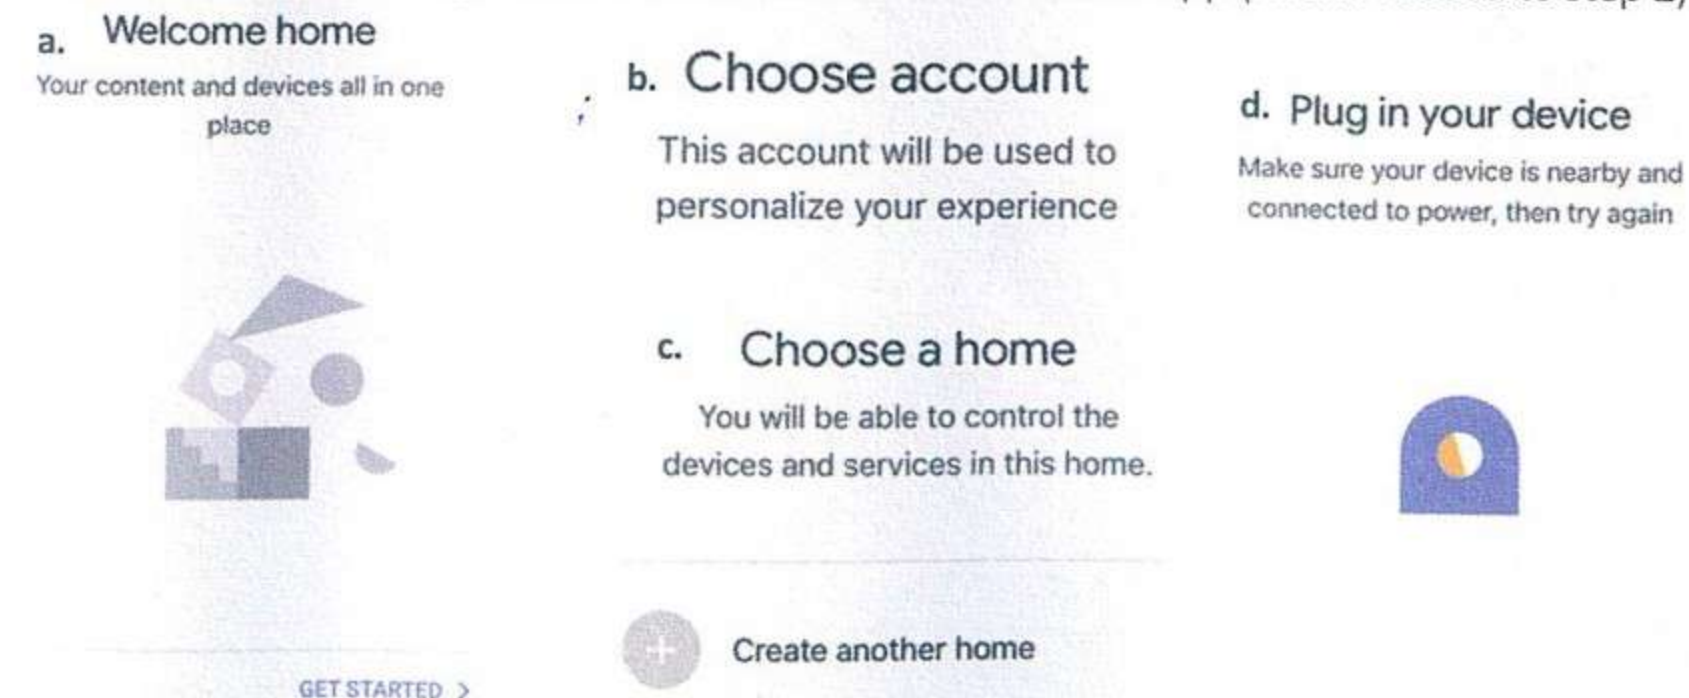 a. Welcome home
Your content and devices all in one
place
GET STARTED >
b. Choose account
This account will be used to
personalize your experience
c. Choose a home
You will be able to control the
devices and services in this home.
+ Create another home
d. Plug in your device
Make sure your device is nearby and
connected to power, then try again